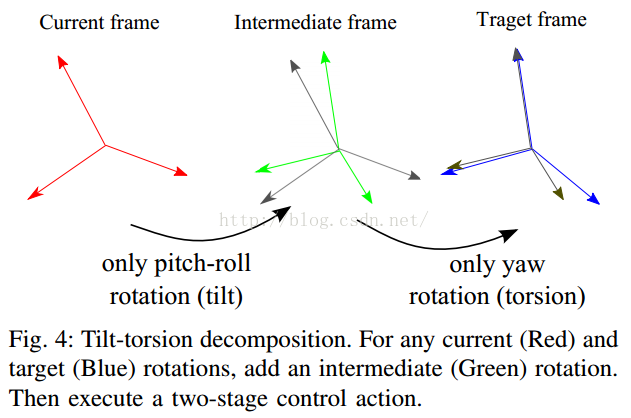 Current frame
Intermediate frame
Traget frame
http://blog.csdn.net/
only pitch-roll
rotation (tilt)
only yaw
rotation (torsion)
Fig. 4: Tilt-torsion decomposition. For any current (Red) and
target (Blue) rotations, add an intermediate (Green) rotation.
Then execute a two-stage control action.